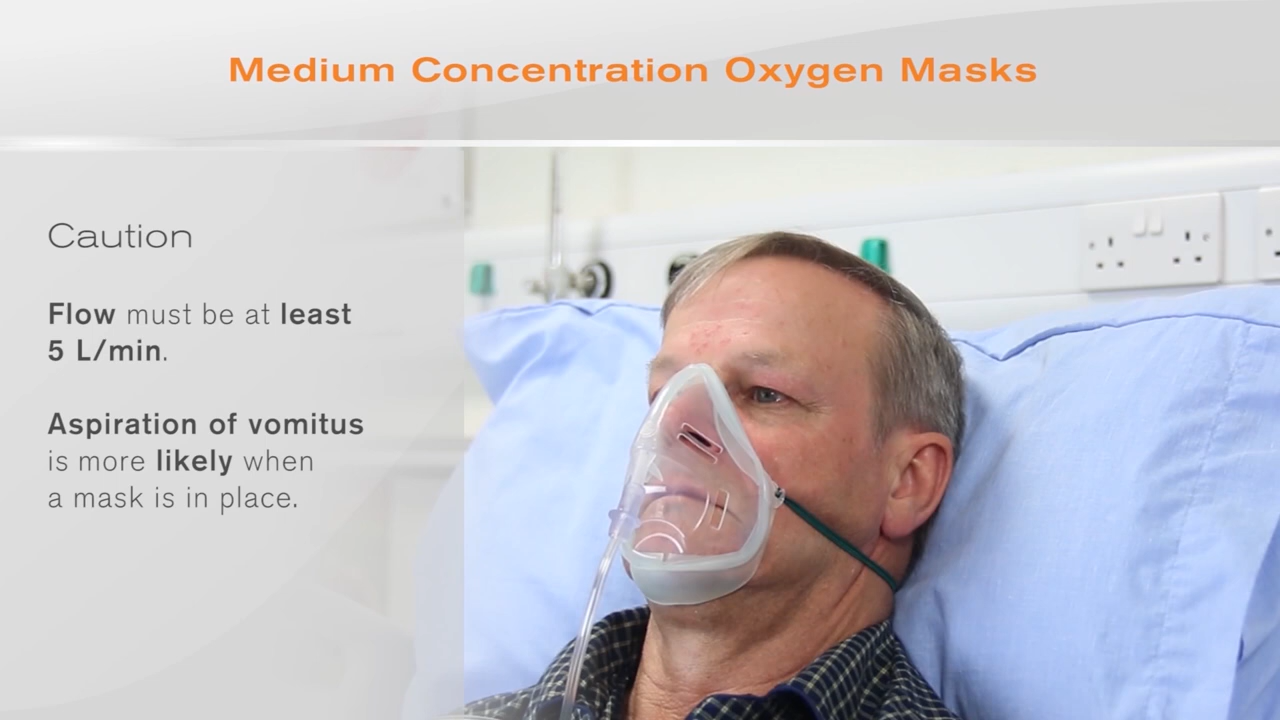 Medium Concentration Oxygen Masks
Caution
Flow must be at least
5 L/min.
Aspiration of vomitus
is more likely when
a mask is in place.